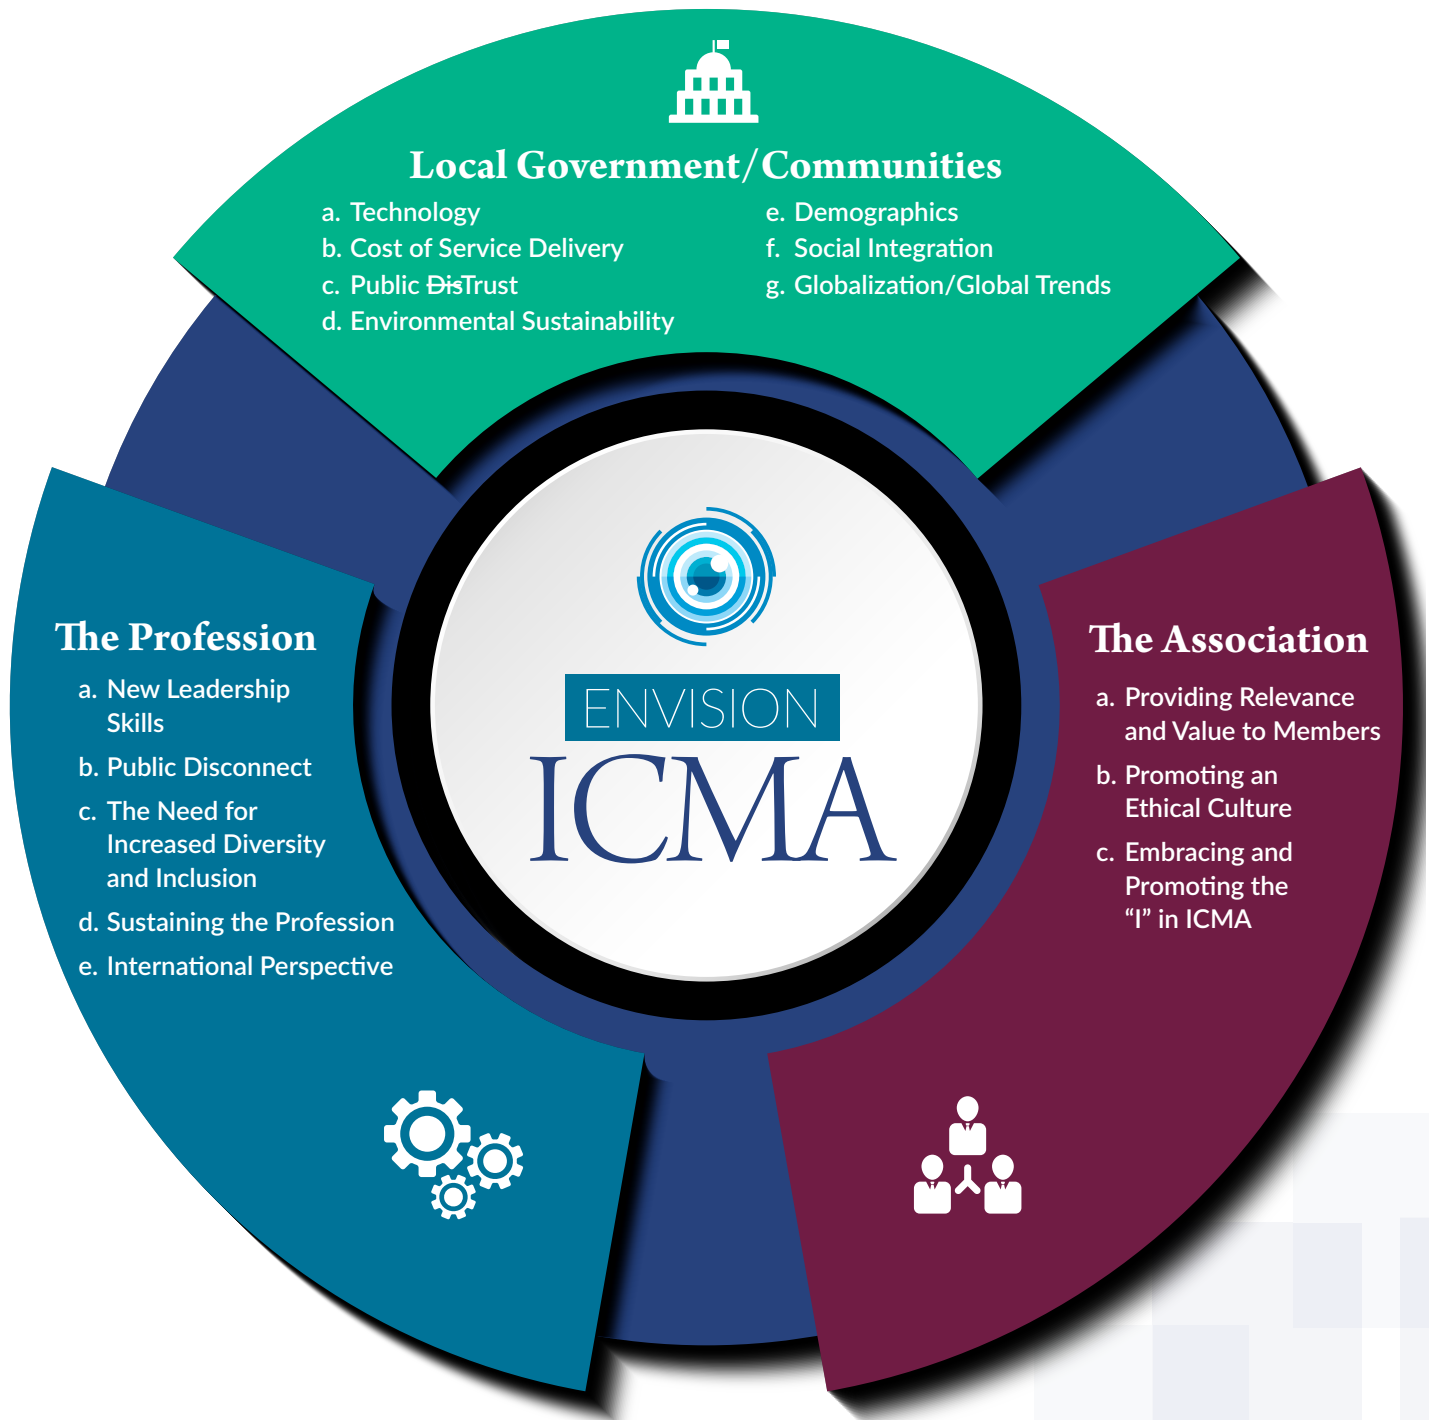 Local Government/Communities
a. Technology
b. Cost of Service Delivery
c. Public DisTrust
d. Environmental Sustainability
e. Demographics
f. Social Integration
g. Globalization/Global Trends
The Profession
a. New Leadership
Skills
b. Public Disconnect
c. The Need for
Increased Diversity
and Inclusion
d. Sustaining the Profession
e. International Perspective
ENVISION
ICMA
The Association
a. Providing Relevance
and Value to Members
b. Promoting an
Ethical Culture
c. Embracing and
Promoting the
“I” in ICMA